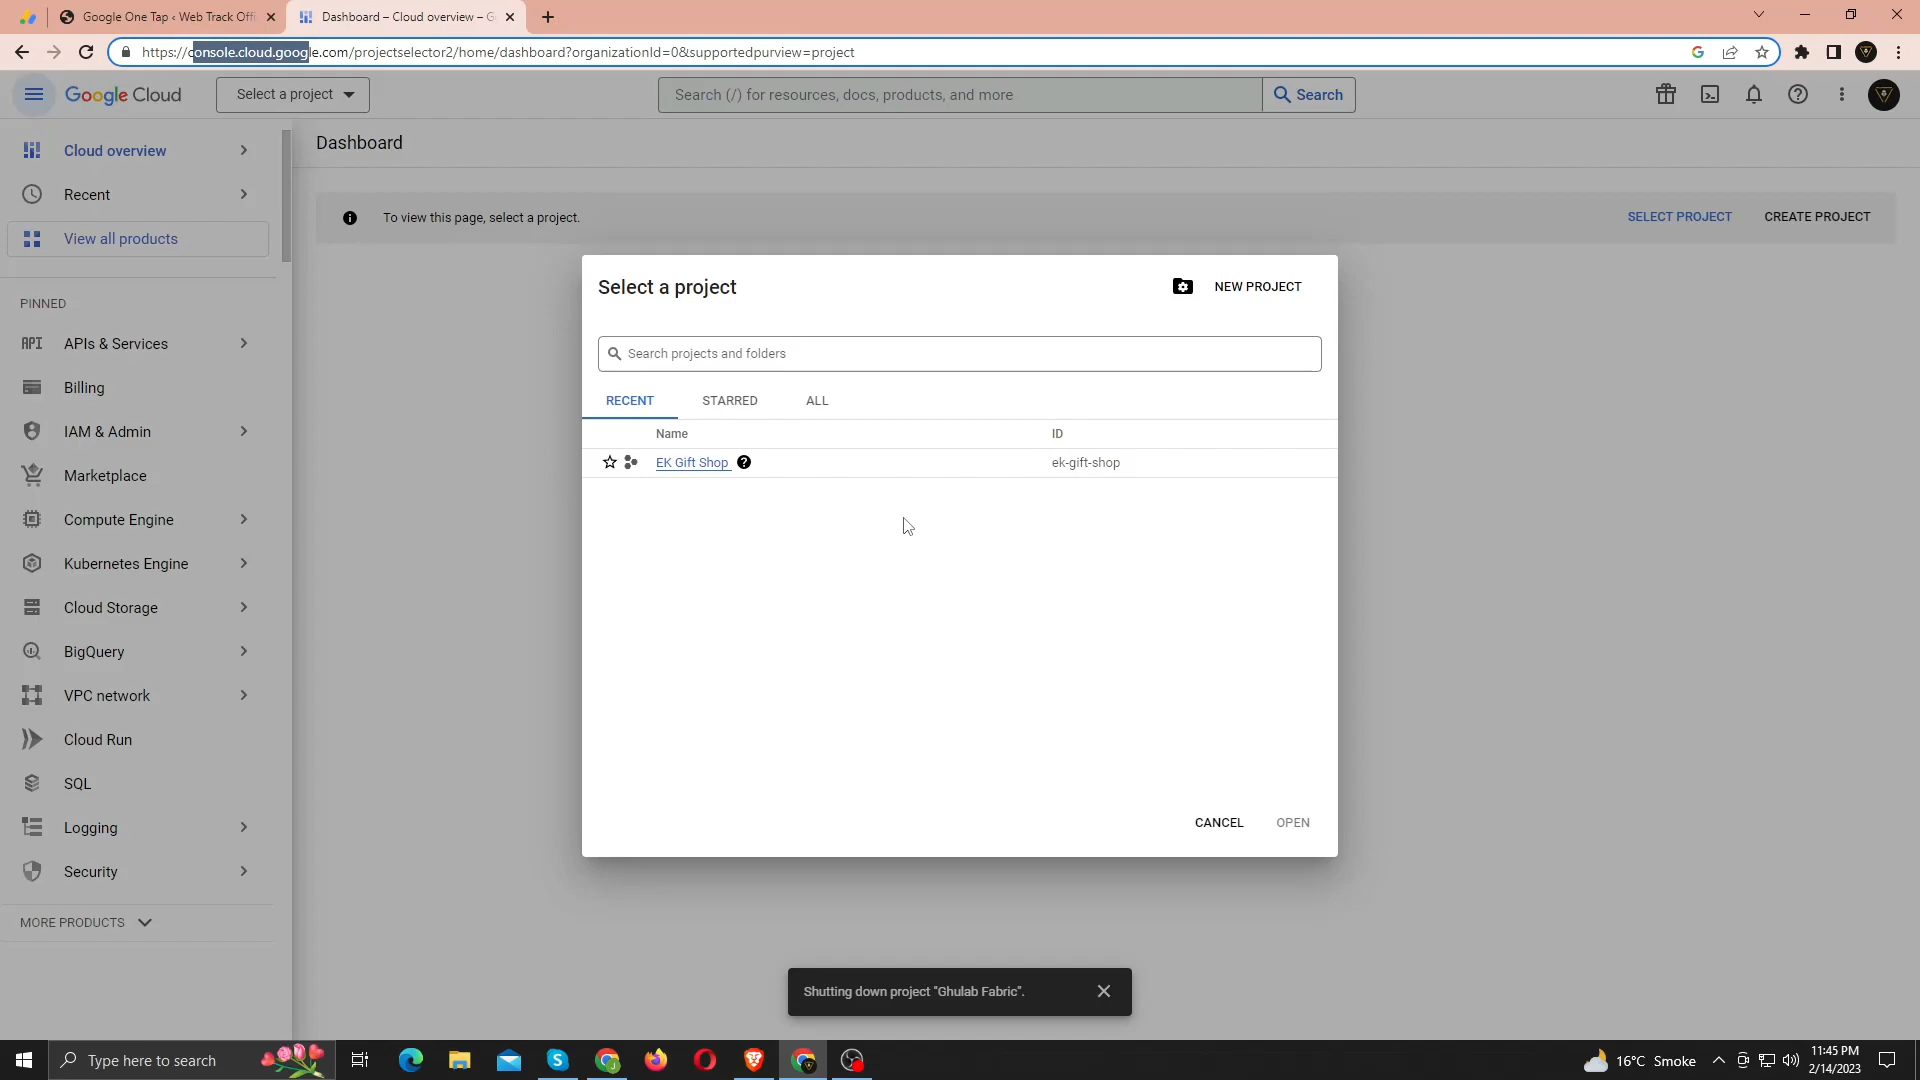 Google One Tap ‹ Web Track Offi
Dashboard – Cloud overview – G
https://console.cloud.google.com/projectselector2/home/dashboard?organizationId=0&supportedpurview=project
Google Cloud
Select a project
Search (/) for resources, docs, products, and more
Search
Cloud overview
Recent
View all products
PINNED
API APIs & Services
Billing
IAM & Admin
Marketplace
Compute Engine
Kubernetes Engine
Cloud Storage
BigQuery
VPC network
Cloud Run
SQL
Logging
Security
MORE PRODUCTS
Dashboard
To view this page, select a project.
SELECT PROJECT
CREATE PROJECT
Select a project
NEW PROJECT
Search projects and folders
RECENT STARRED ALL
Name ID
EK Gift Shop ek-gift-shop
CANCEL OPEN
Shutting down project "Ghulab Fabric".
Type here to search
16°C Smoke
11:45 PM
2/14/2023